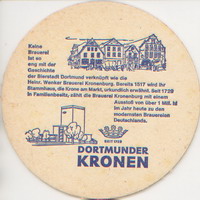 Keine
Brauerei
ist so
eng mit der
Geschichte
der Bierstadt Dortmund verknüpft wie die
Privat. Wenker Brauerei Kronenburg. Bereits 1517 wird ihr
Stammhaus, die Krone am Markt, urkundlich erwähnt. Seit 1729
in Familienbesitz, zählt die Brauerei Kronenburg mit einem
Ausstoß von über 1 Mill. hl
im Jahr heute zu den
modernsten Brauereien
Deutschlands.
SEIT 1729
DORTMUNDER
KRONEN